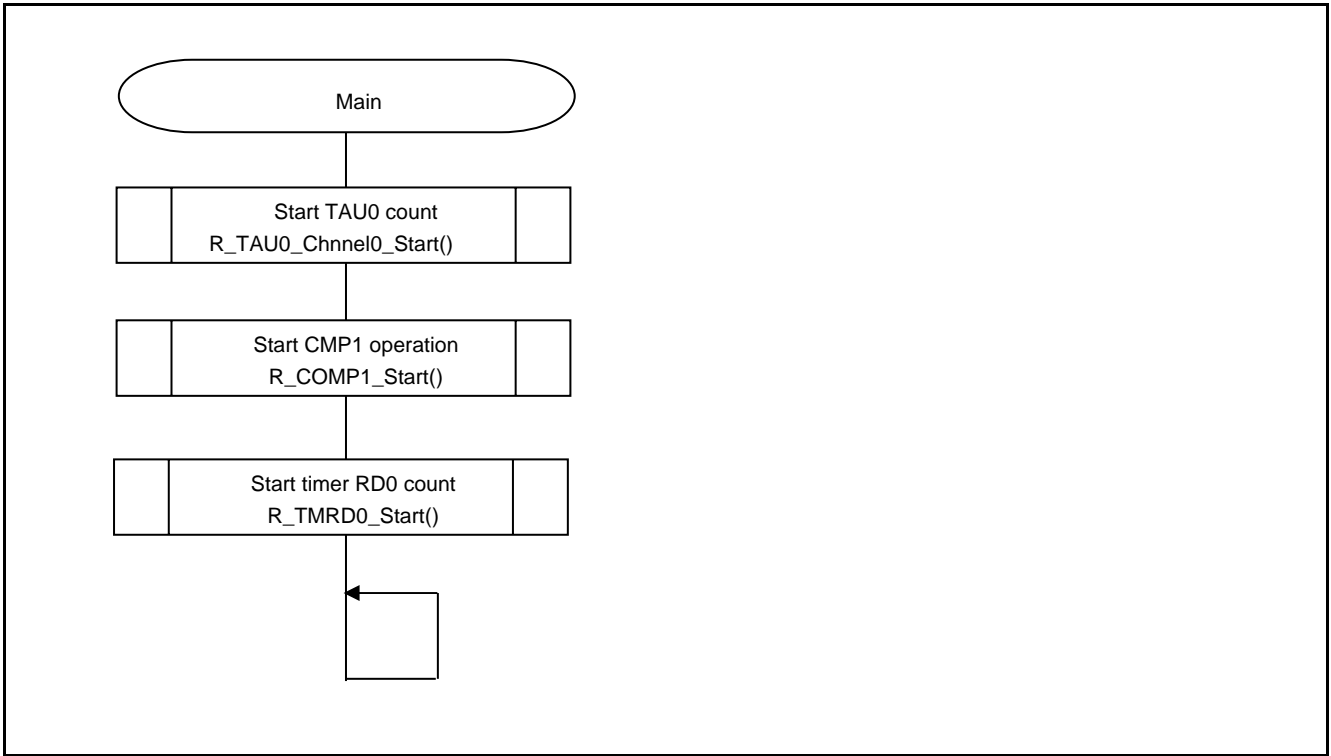 Main
Start TAU0 count
R_TAU0_Chnnel0_Start()
Start CMP1 operation
R_COMP1_Start()
Start timer RD0 count
R_TMRD0_Start()